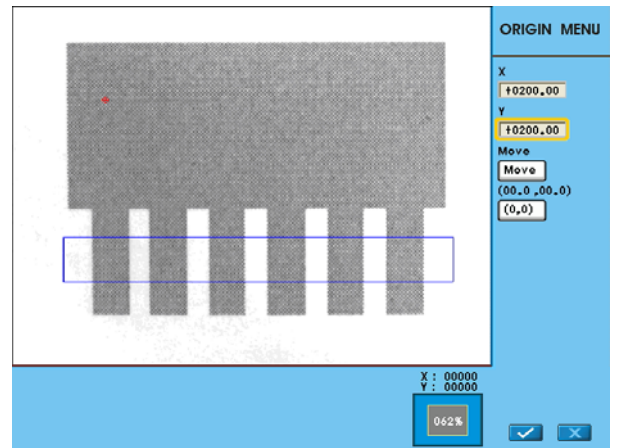 ORIGIN MENU
X
+0200.00
Y
+0200.00
Move
Move
(00.0 ,00.0)
(0,0)
X : 00000
Y : 00000
062%